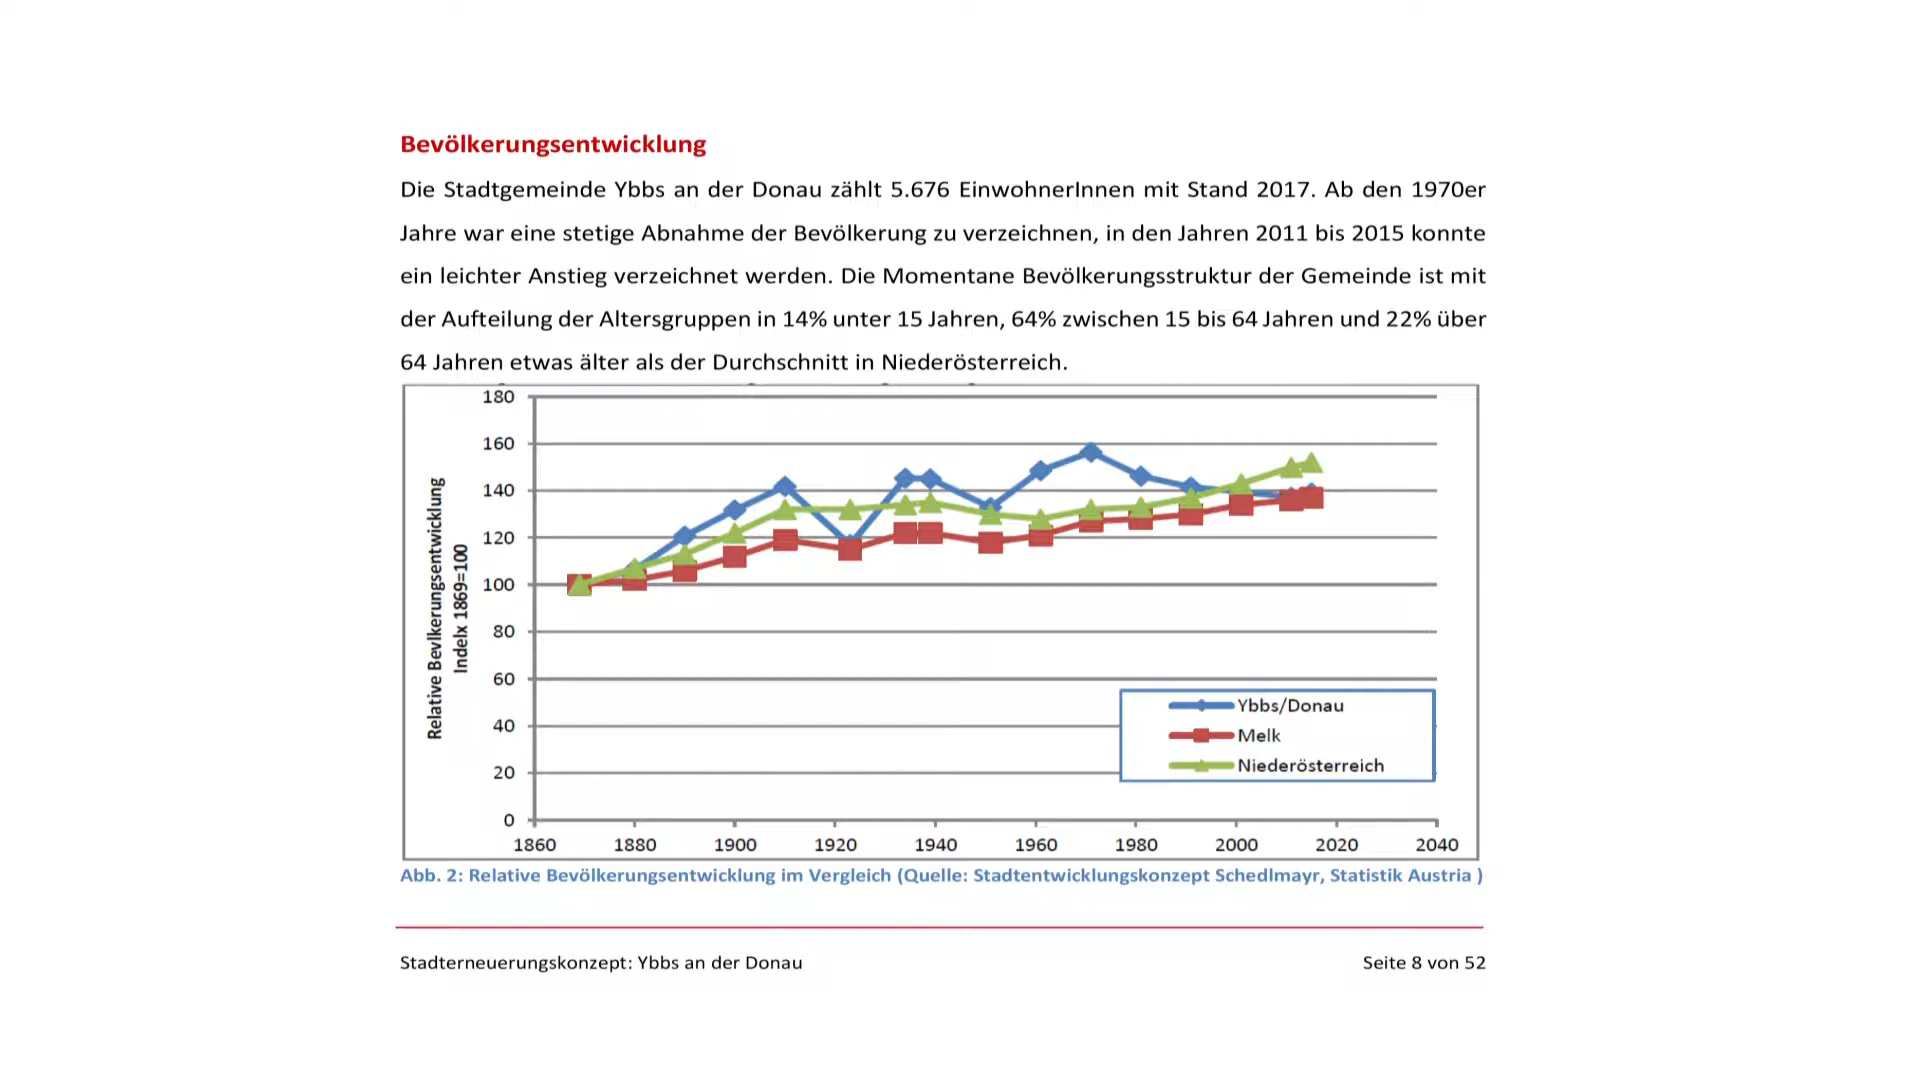 Bevölkerungsentwicklung
Die Stadtgemeinde Ybbs an der Donau zählt 5.676 EinwohnerInnen mit Stand 2017. Ab den 1970er
Jahre war eine stetige Abnahme der Bevölkerung zu verzeichnen, in den Jahren 2011 bis 2015 konnte
ein leichter Anstieg verzeichnet werden. Die Momentane Bevölkerungsstruktur der Gemeinde ist mit
der Aufteilung der Altersgruppen in 14% unter 15 Jahren, 64% zwischen 15 bis 64 Jahren und 22% über
64 Jahren etwas älter als der Durchschnitt in Niederösterreich.
Relative Bevlkerungsentwicklung
Indelx 1869=100
180
160
140
120
100
80
60
40
20
0
1860 1880 1900 1920 1940 1960 1980 2000 2020 2040
Ybbs/Donau
Melk
Niederösterreich
Abb. 2: Relative Bevölkerungsentwicklung im Vergleich (Quelle: Stadtentwicklungskonzept Schedlmayr, Statistik Austria )
Stadterneuerungskonzept: Ybbs an der Donau Seite 8 von 52